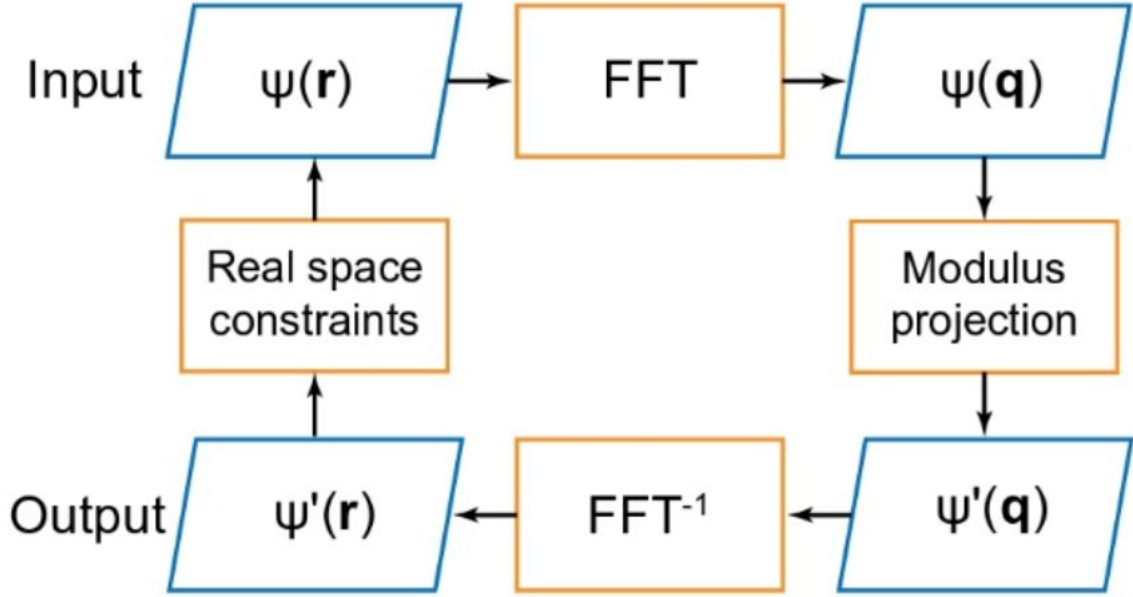 Input
ψ(r)
FFT
ψ(q)
Real space
constraints
Modulus
projection
Output
ψ'(r)
FFT⁻¹
ψ'(q)